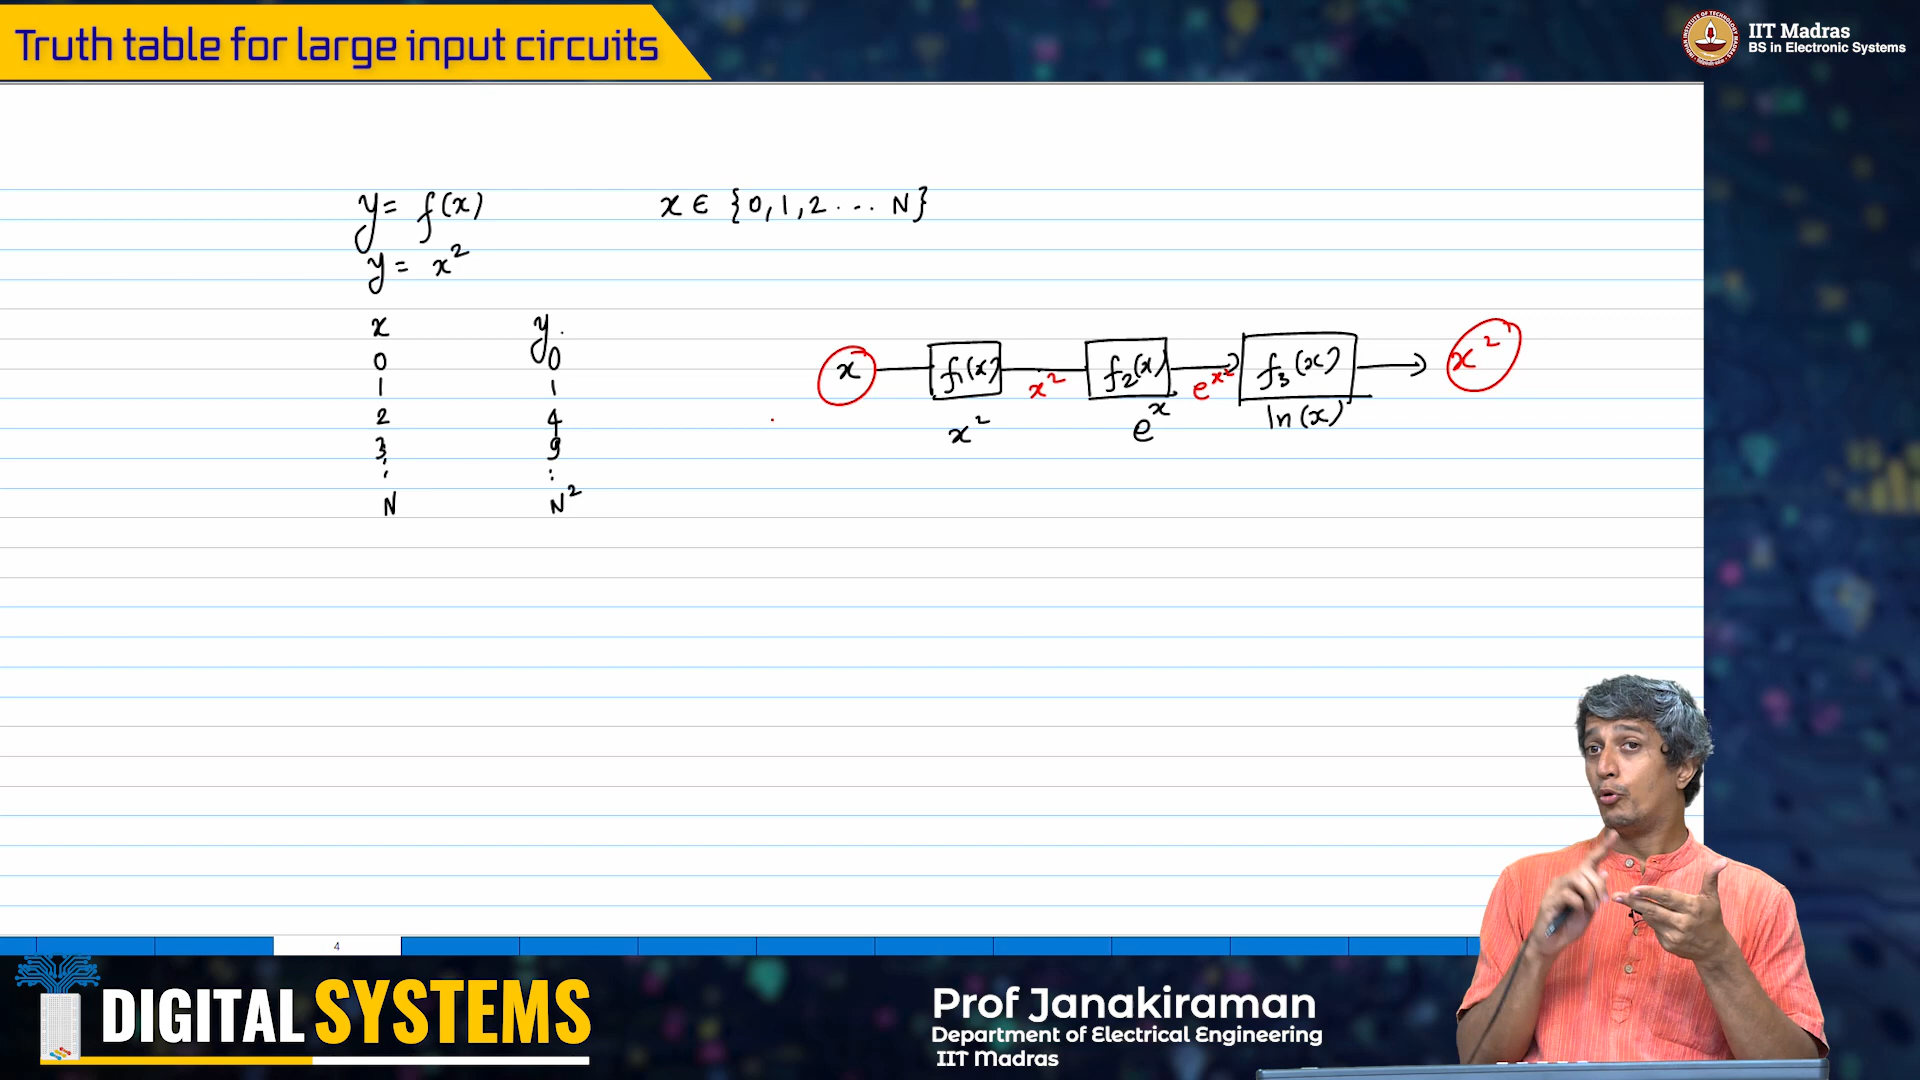 Truth table for large input circuits
IIT Madras
BS in Electronic Systems
y = f(x)
x ∈ {0, 1, 2 ... N}
y = x²
x y
0 0
1 1
2 4
3 9
: :
N N²
x f₁(x) x² f₂(x) e^x² f₃(x) x²
x² e^x ln(x)
4
DIGITAL SYSTEMS
Prof Janakiraman
Department of Electrical Engineering
IIT Madras